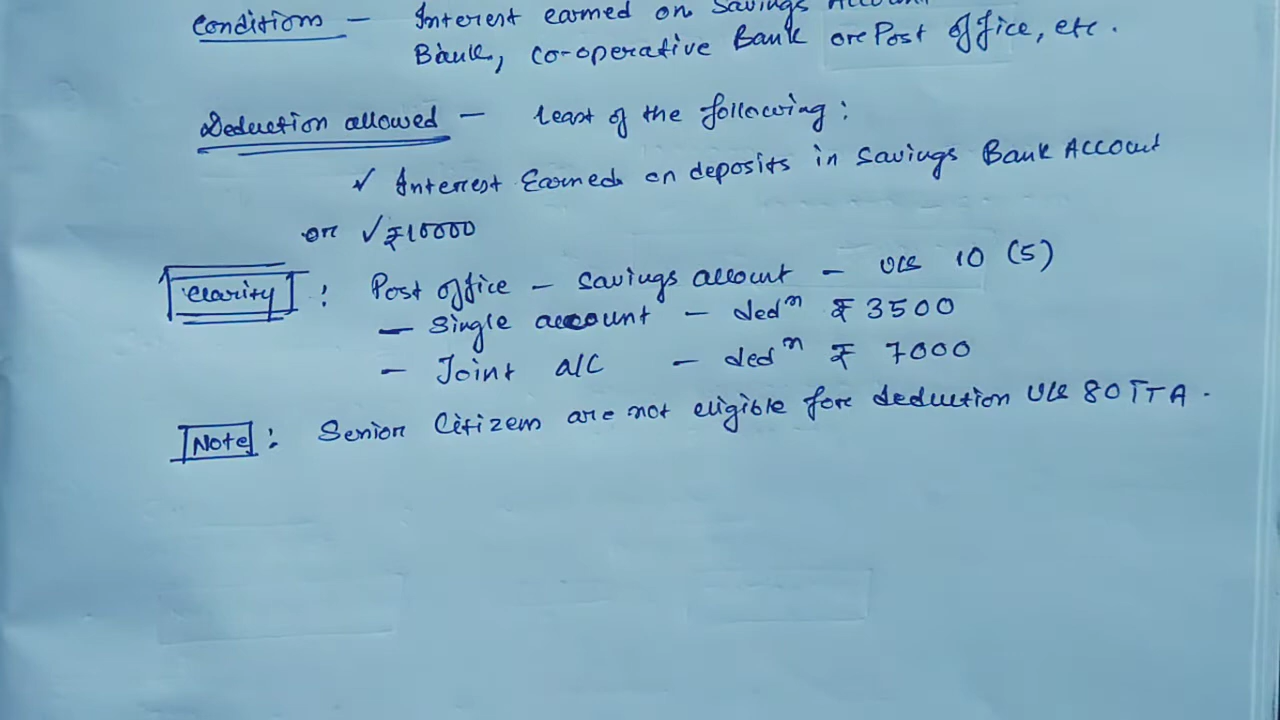 Conditions – Interest earned on Savings Account
Bank, co-operative Bank or Post office, etc.
Deduction allowed – least of the following:
✓ Interest Earned on deposits in Savings Bank Account
or ✓ ₹10000
Clarity : Post office – Savings account – U/s 10 (5)
– Single account – dedⁿ ₹ 3500
– Joint a/c – dedⁿ ₹ 7000
Note : Senior Citizens are not eligible for deduction U/s 80TTA.